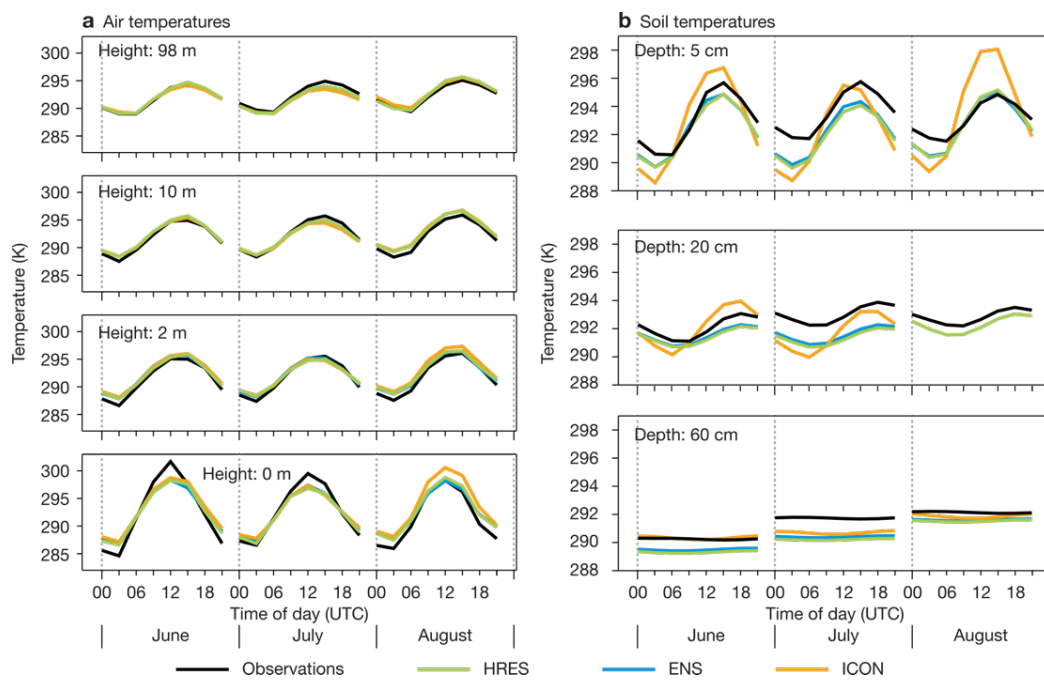 a Air temperatures
Temperature (K)
300
295
290
285
Height: 98 m
300
295
290
285
Height: 10 m
300
295
290
285
Height: 2 m
300
295
290
285
Height: 0 m
00 06 12 18 00 06 12 18 00 06 12 18
Time of day (UTC)
June July August
b Soil temperatures
Temperature (K)
298
296
294
292
290
288
Depth: 5 cm
298
296
294
292
290
288
Depth: 20 cm
298
296
294
292
290
288
Depth: 60 cm
00 06 12 18 00 06 12 18 00 06 12 18
Time of day (UTC)
June July August
Observations HRES ENS ICON